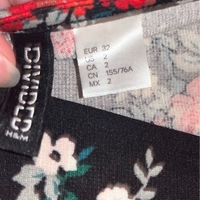 DIVIDED
H&M
EUR 32
US 2
CA 2
CN 155/76A
MX 2